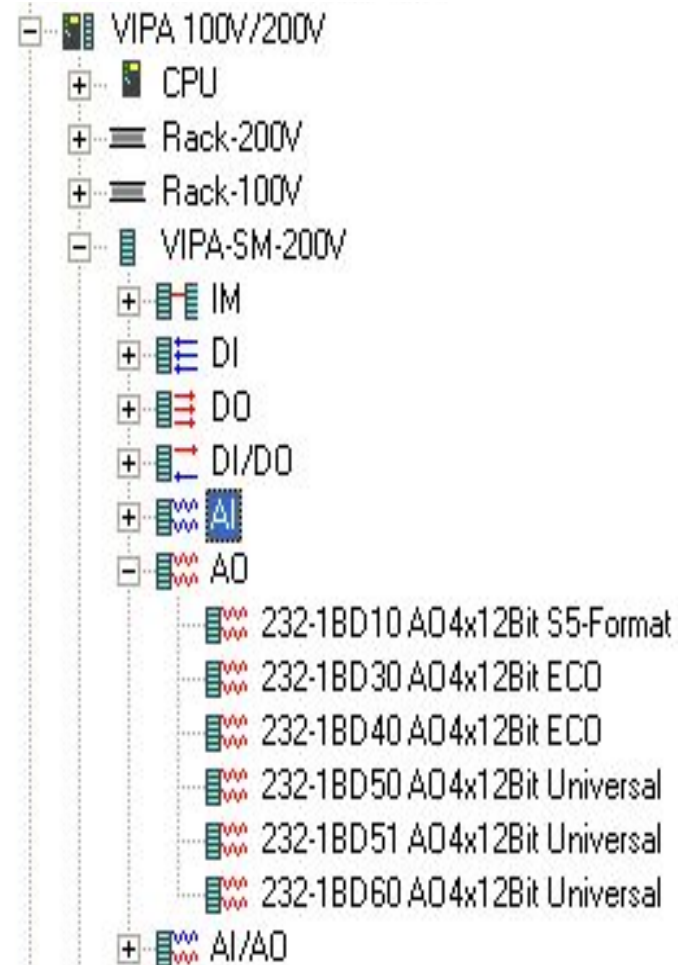 VIPA 100V/200V
CPU
Rack-200V
Rack-100V
VIPA-SM-200V
IM
DI
DO
DI/DO
AI
AO
232-1BD10 AO4x12Bit S5-Format
232-1BD30 AO4x12Bit ECO
232-1BD40 AO4x12Bit ECO
232-1BD50 AO4x12Bit Universal
232-1BD51 AO4x12Bit Universal
232-1BD60 AO4x12Bit Universal
AI/AO